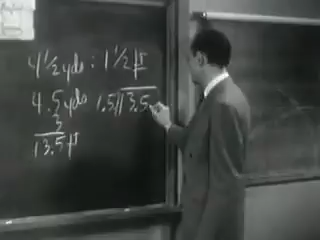 4 1/2 yds : 1 1/2 ft
4.5 yds 1.5)13.5
3
13.5 ft